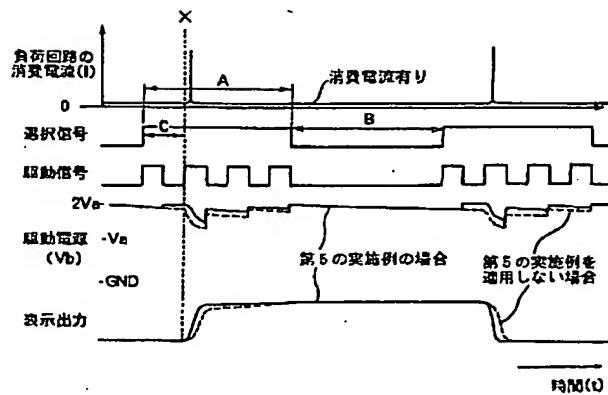 X
負荷回路の
消費電流(I)
A
消費電流有り
0
選択信号
C
B
駆動信号
2Va-
駆動電源
(Vb)
-Va
第5の実施例の場合
第5の実施例を
適用しない場合
-GND
表示出力
時間(t)